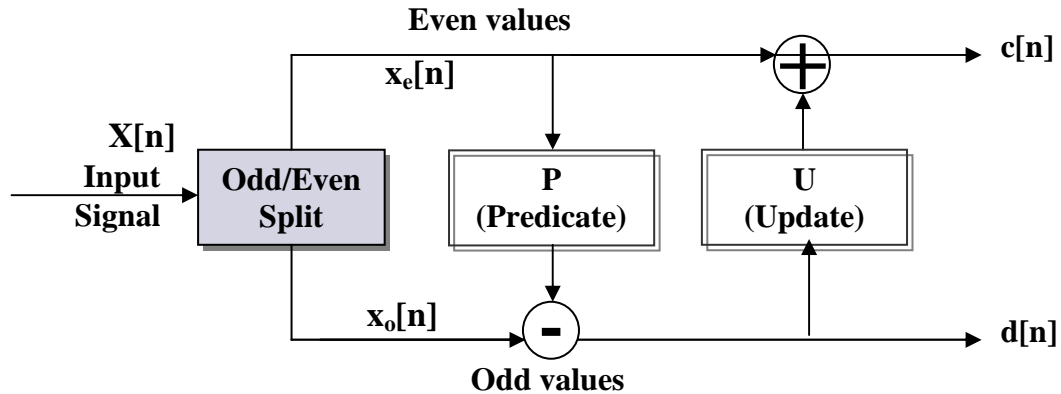 Even values
xₑ[n]
c[n]
X[n]
Input
Signal
Odd/Even
Split
P
(Predicate)
U
(Update)
xₒ[n]
-
d[n]
Odd values